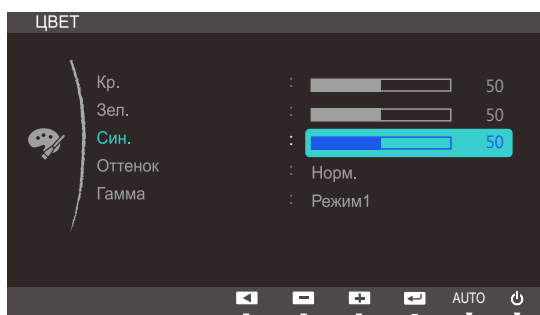 ЦВЕТ
Кр. : 50
Зел. : 50
Син. : 50
Оттенок : Норм.
Гамма : Режим1
AUTO